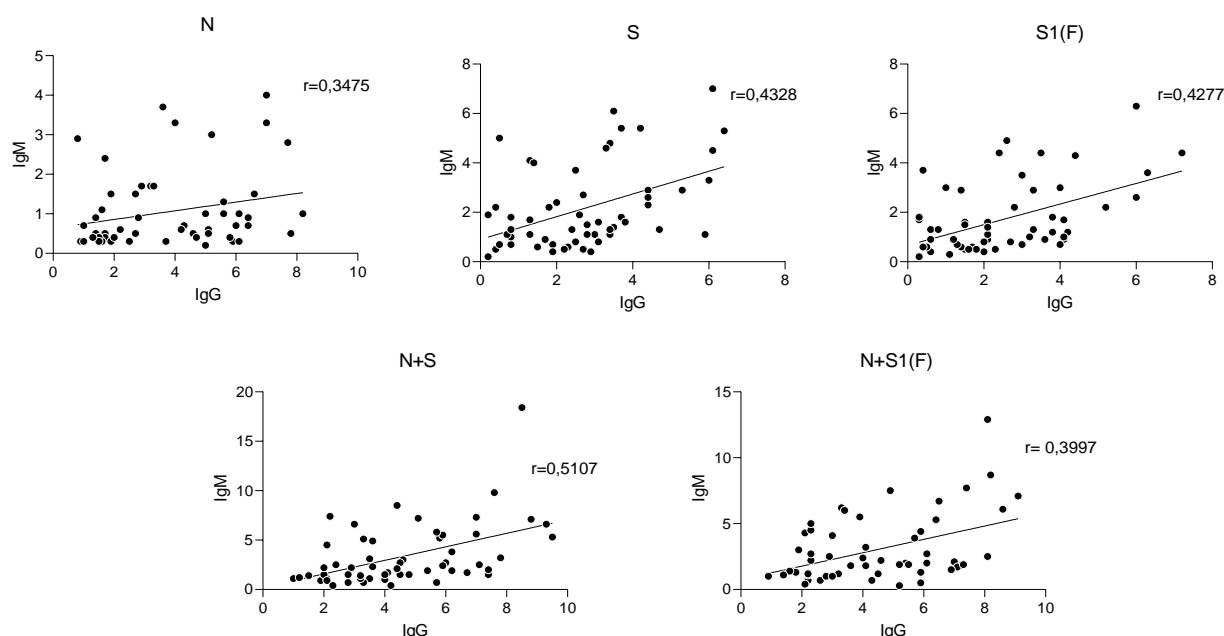 N
r=0,3475
5
4
3
2
1
0
IgM
0 2 4 6 8 10
IgG
S
r=0,4328
8
6
4
2
0
IgM
0 2 4 6 8
IgG
S1(F)
r=0,4277
8
6
4
2
0
IgM
0 2 4 6 8
IgG
N+S
r=0,5107
20
15
10
5
0
IgM
0 2 4 6 8 10
IgG
N+S1(F)
r= 0,3997
15
10
5
0
IgM
0 2 4 6 8 10
IgG